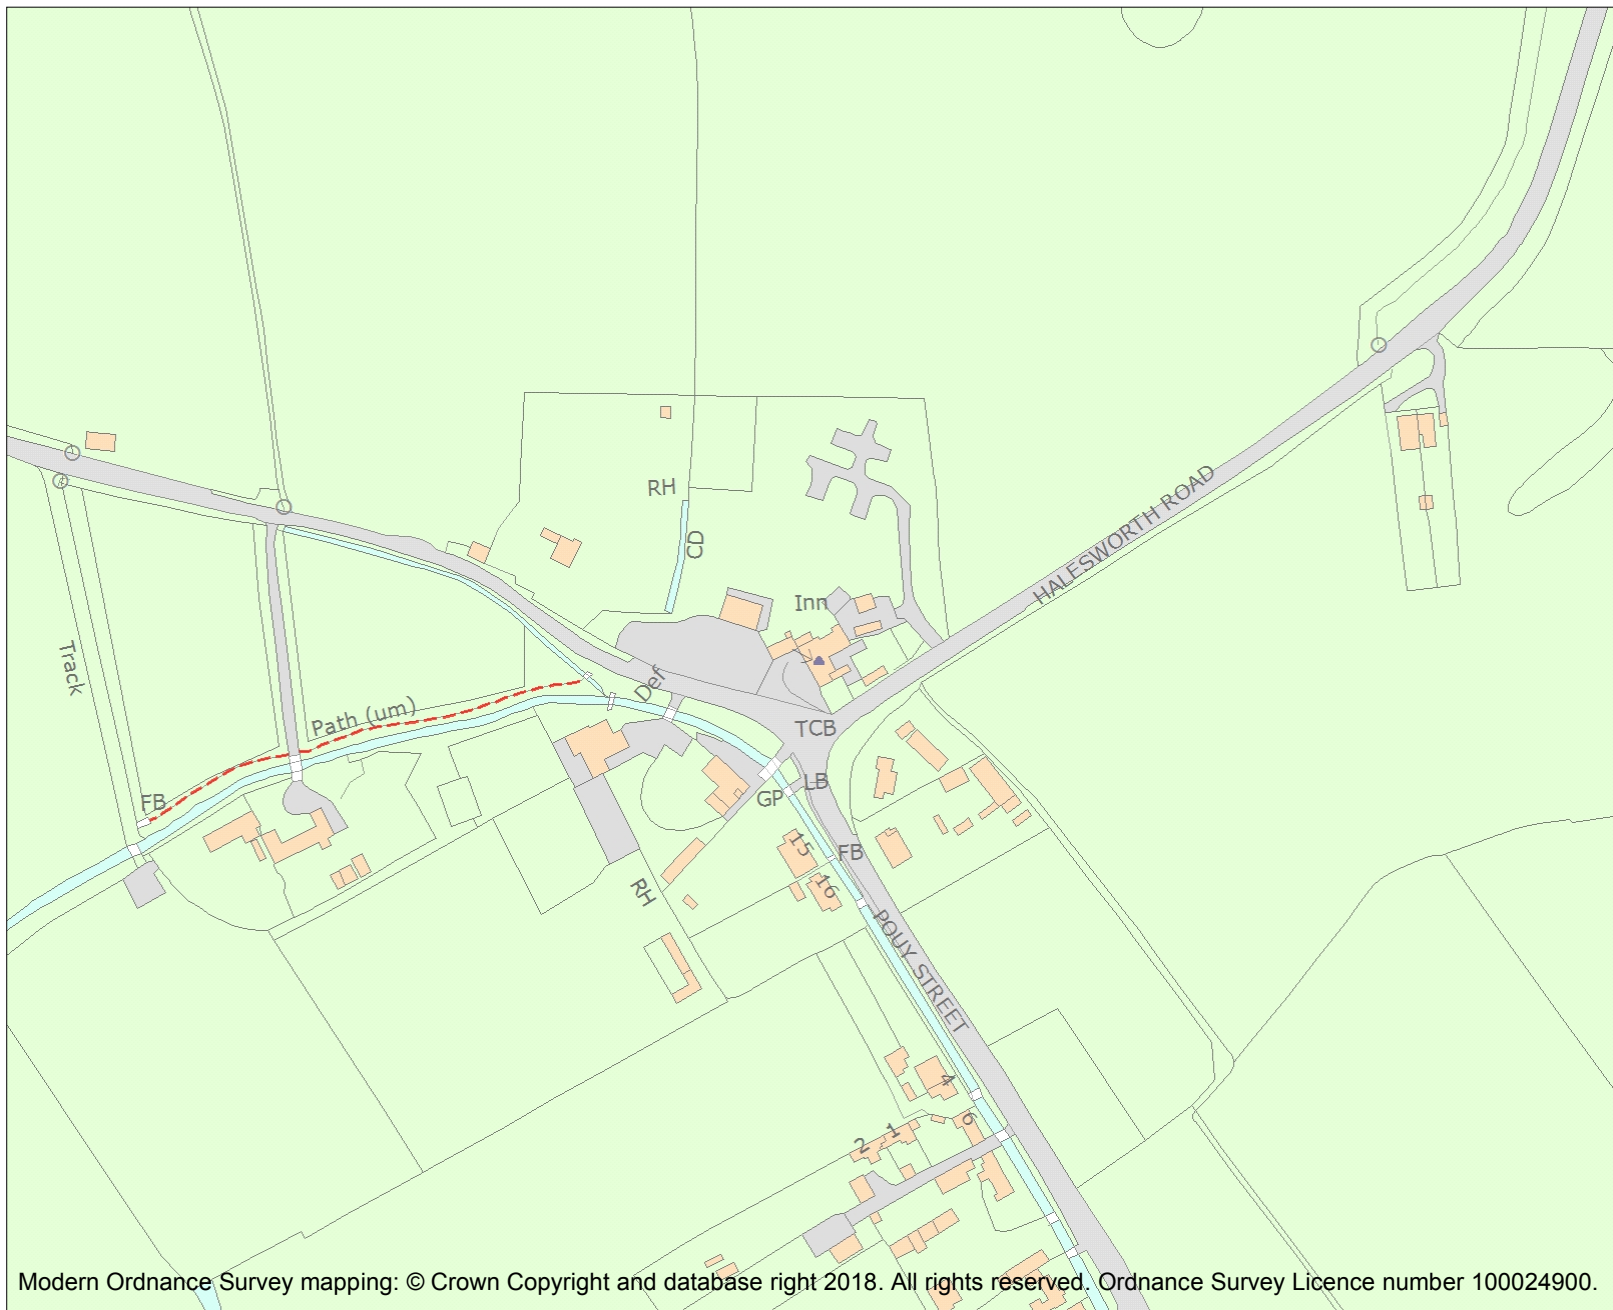 HALESWORTH ROAD
RH
CD
Inn
Track
Def
Path (um)
TCB
FB
LB
GP
15
FB
16
RH
POUY STREET
4
6
1
2
Modern Ordnance Survey mapping: © Crown Copyright and database right 2018. All rights reserved. Ordnance Survey Licence number 100024900.